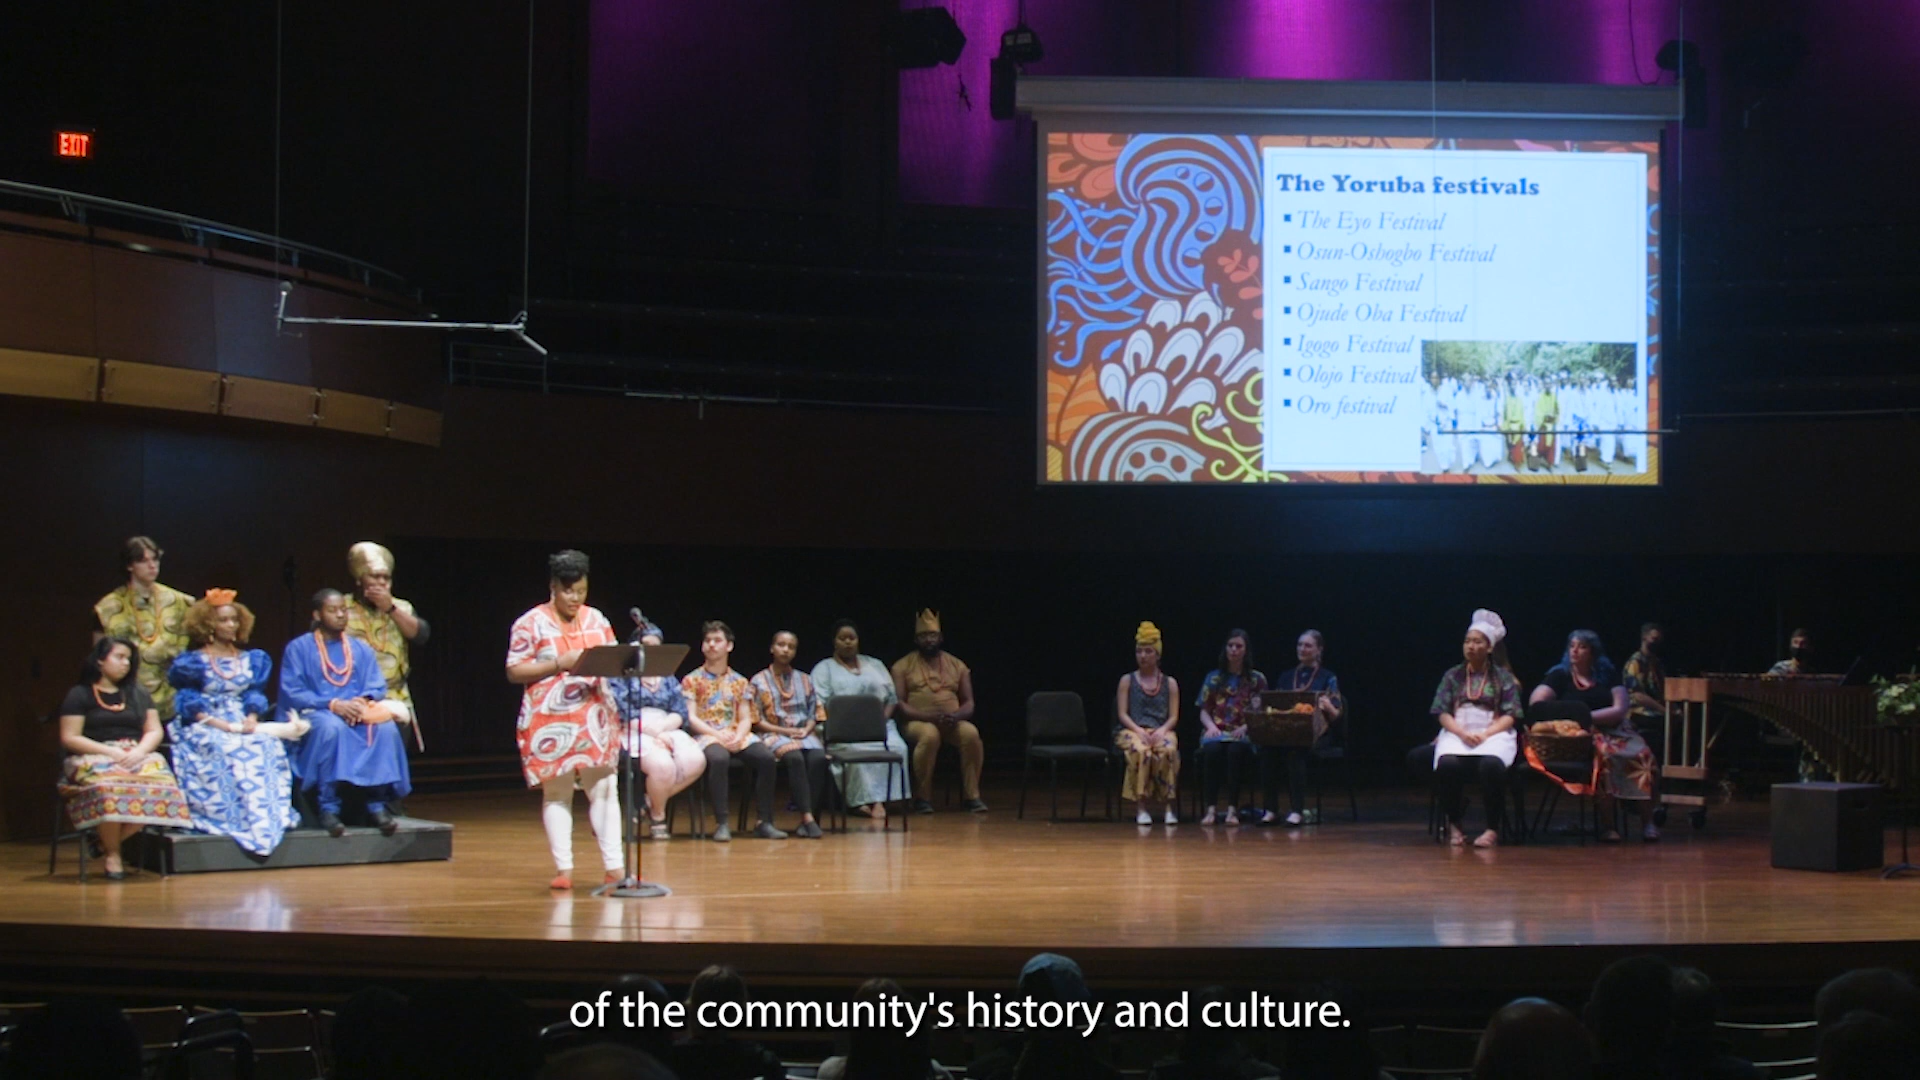 EXIT
The Yoruba festivals
The Eyo Festival
Osun-Oshogbo Festival
Sango Festival
Ojude Oba Festival
Igogo Festival
Olojo Festival
Oro festival
of the community's history and culture.